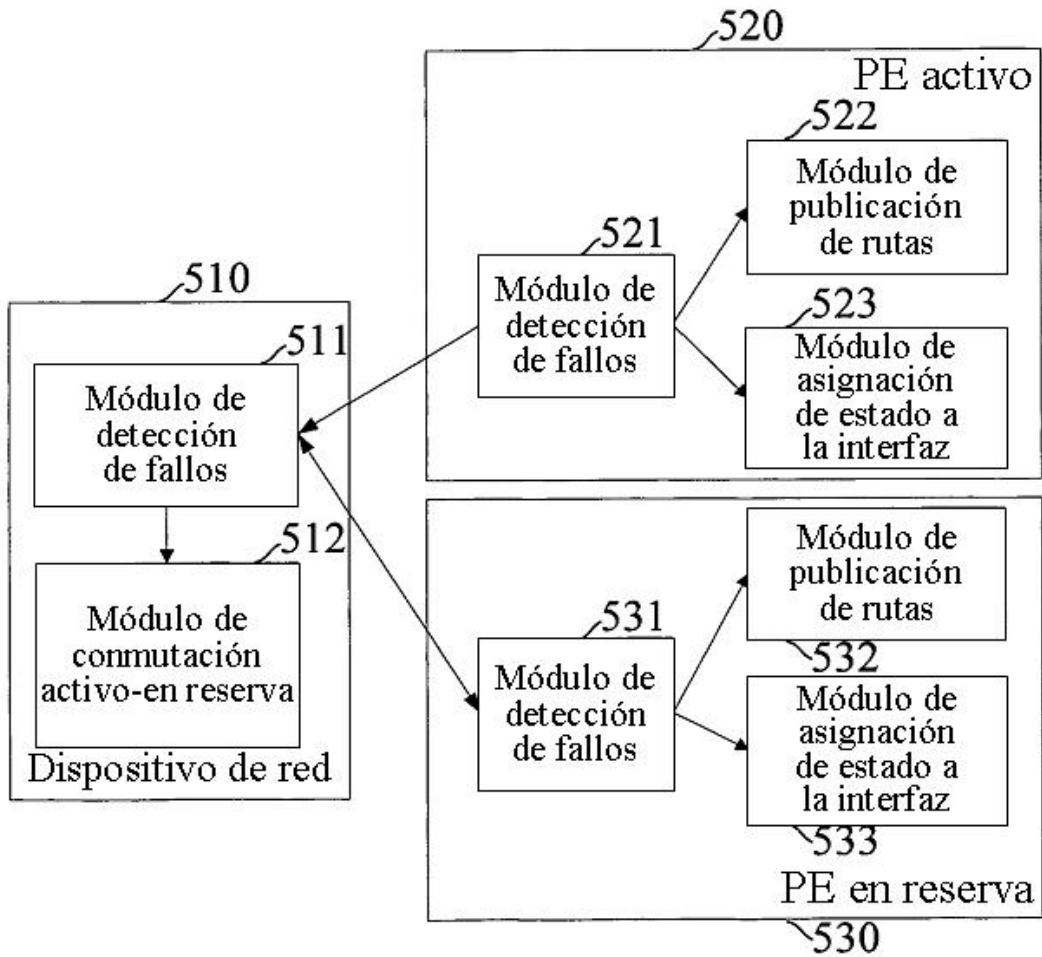 520
PE activo
522
Módulo de
publicación
de rutas
521
Módulo de
detección
de fallos
523
Módulo de
asignación
de estado a
la interfaz
510
511
Módulo de
detección
de fallos
512
Módulo de
conmutación
activo-en reserva
Dispositivo de red
Módulo de
publicación
de rutas
532
531
Módulo de
detección
de fallos
Módulo de
asignación
de estado a
la interfaz
533
PE en reserva
530